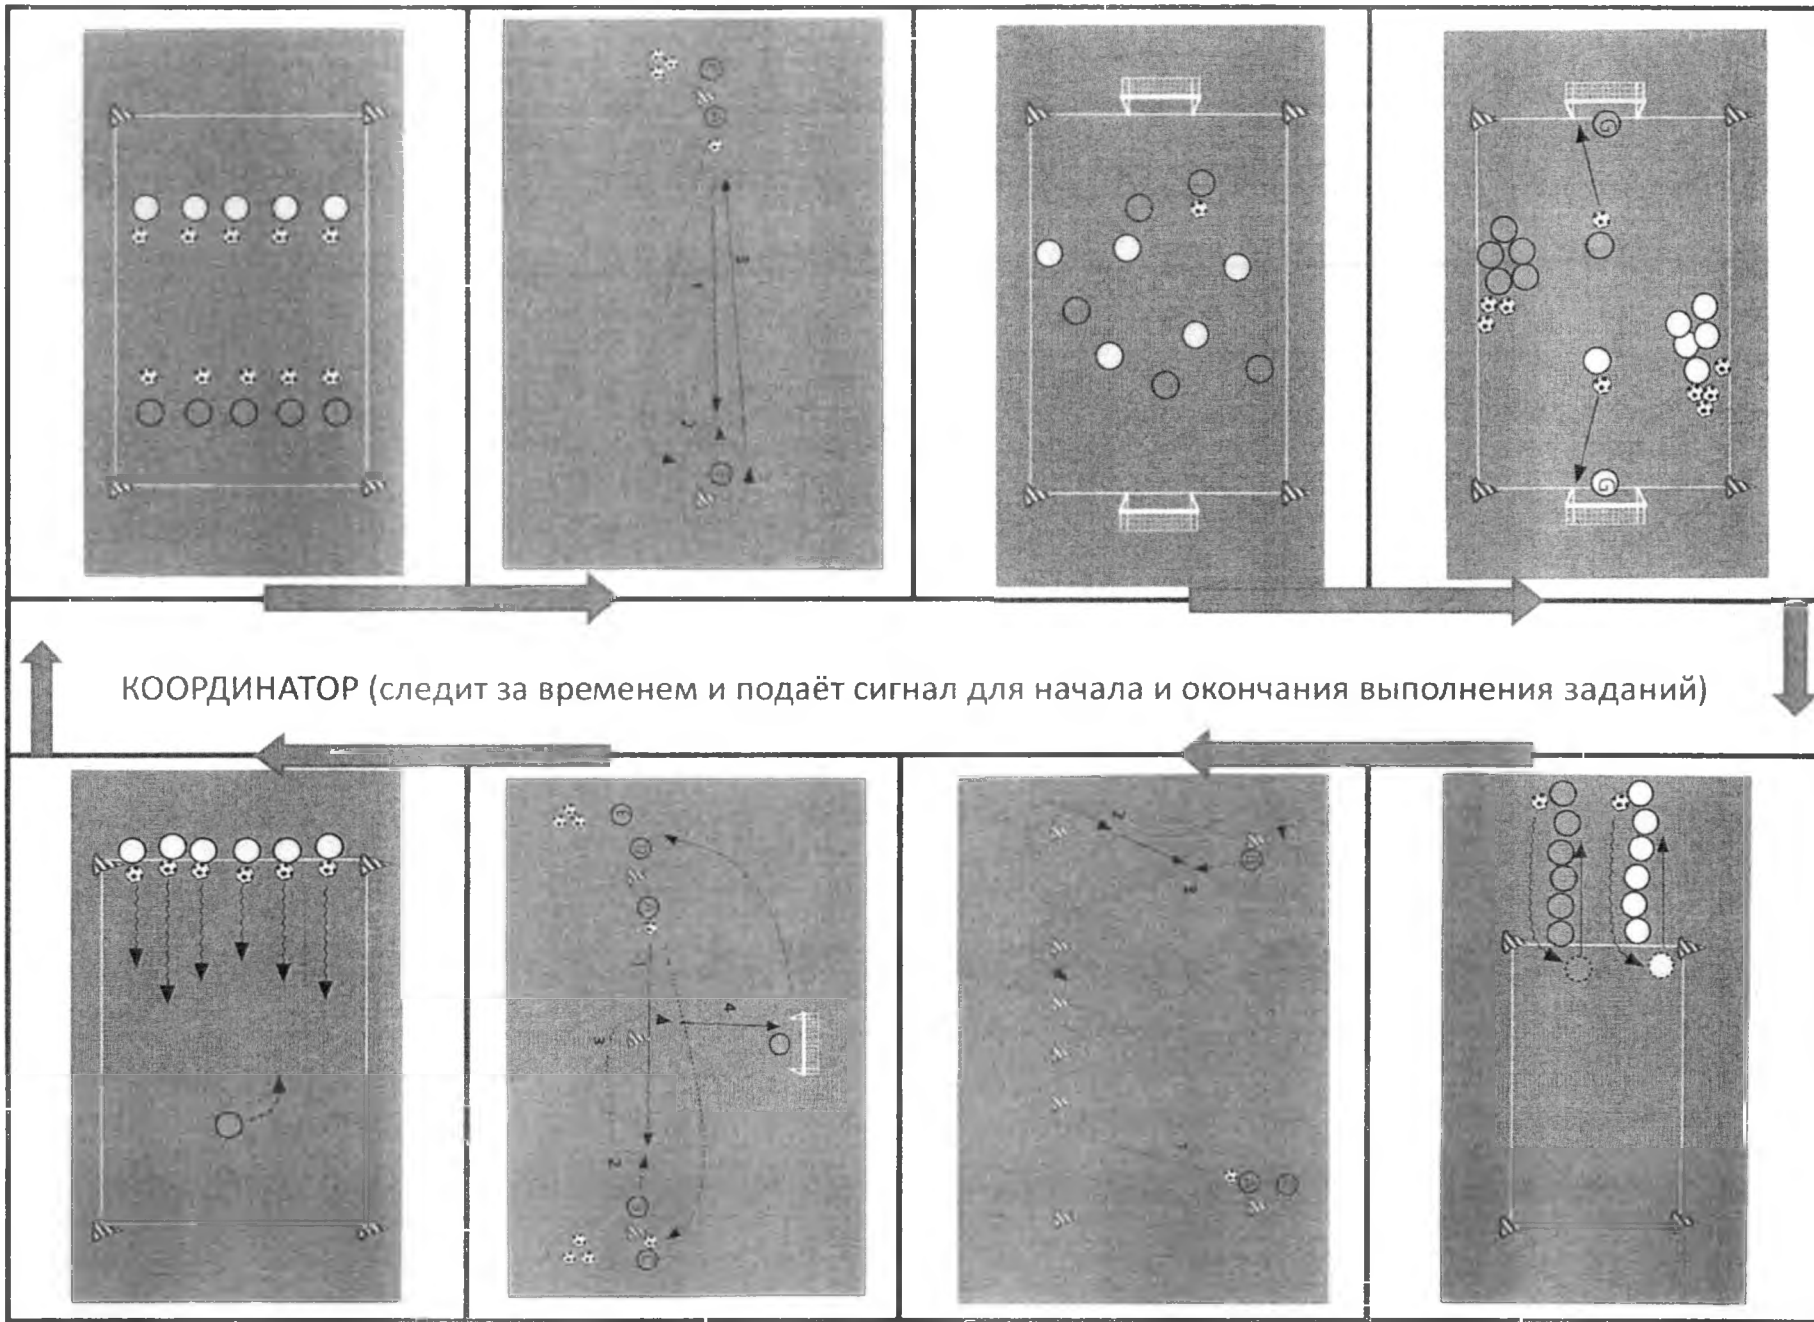 КООРДИНАТОР (следит за временем и подаёт сигнал для начала и окончания выполнения заданий)